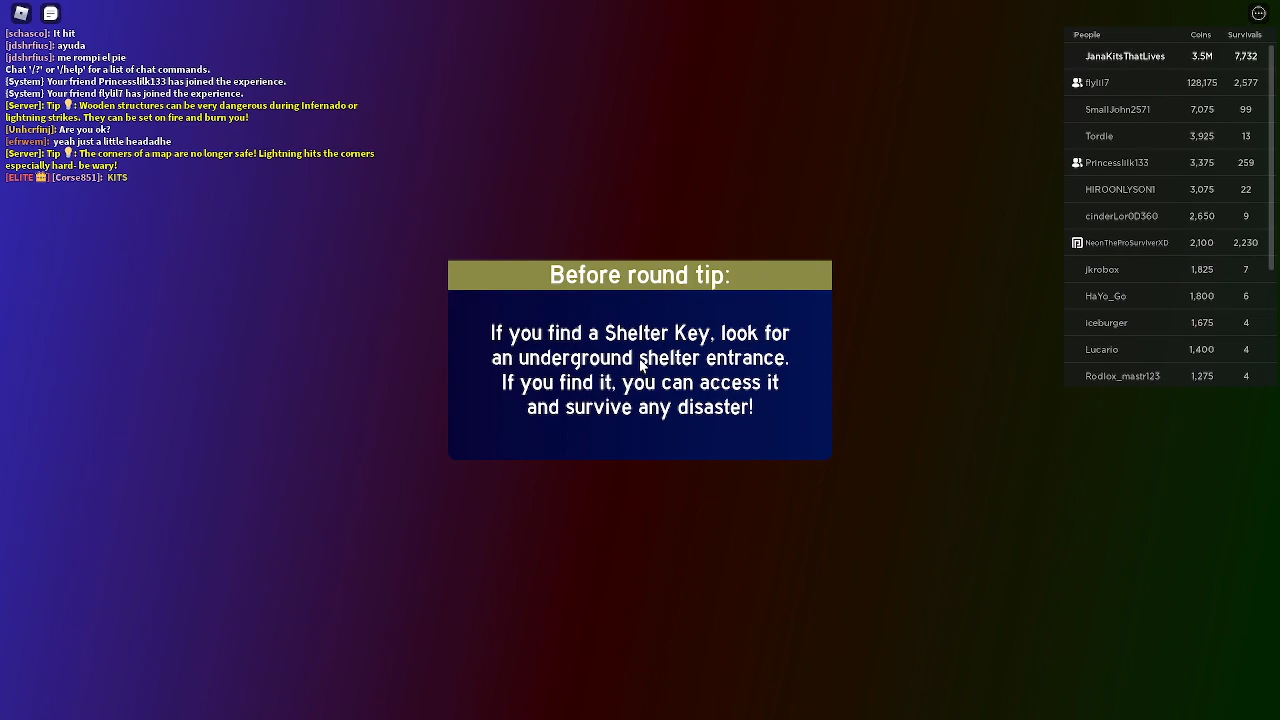 [schasco]: It hit
[jdshrfius]: ayuda
[jdshrfius]: me rompi el pie
Chat '/?' or '/help' for a list of chat commands.
{System} Your friend Princesslilk133 has joined the experience.
{System} Your friend flylil7 has joined the experience.
[Server]: Tip 💡: Wooden structures can be very dangerous during Infernado or
lightning strikes. They can be set on fire and burn you!
[Unhcrfinj]: Are you ok?
[efrwem]: yeah just a little headadhe
[Server]: Tip 💡: The corners of a map are no longer safe! Lightning hits the corners
especially hard- be wary!
[ELITE 💼] [Corse851]: KITS
Before round tip:
If you find a Shelter Key, look for
an underground shelter entrance.
If you find it, you can access it
and survive any disaster!
People Coins Survivals
JanaKitsThatLives 3.5M 7,732
flylil7 128,175 2,577
SmallJohn2571 7,075 99
Tordle 3,925 13
Princesslilk133 3,375 259
HIROONLYSON1 3,075 22
cinderLor0D360 2,650 9
NeonTheProSurviverXD 2,100 2,230
Jkrobox 1,825 7
HaYo_Go 1,800 6
Iceburger 1,675 4
Lucario 1,400 4
Rodlox_mastr123 1,275 4